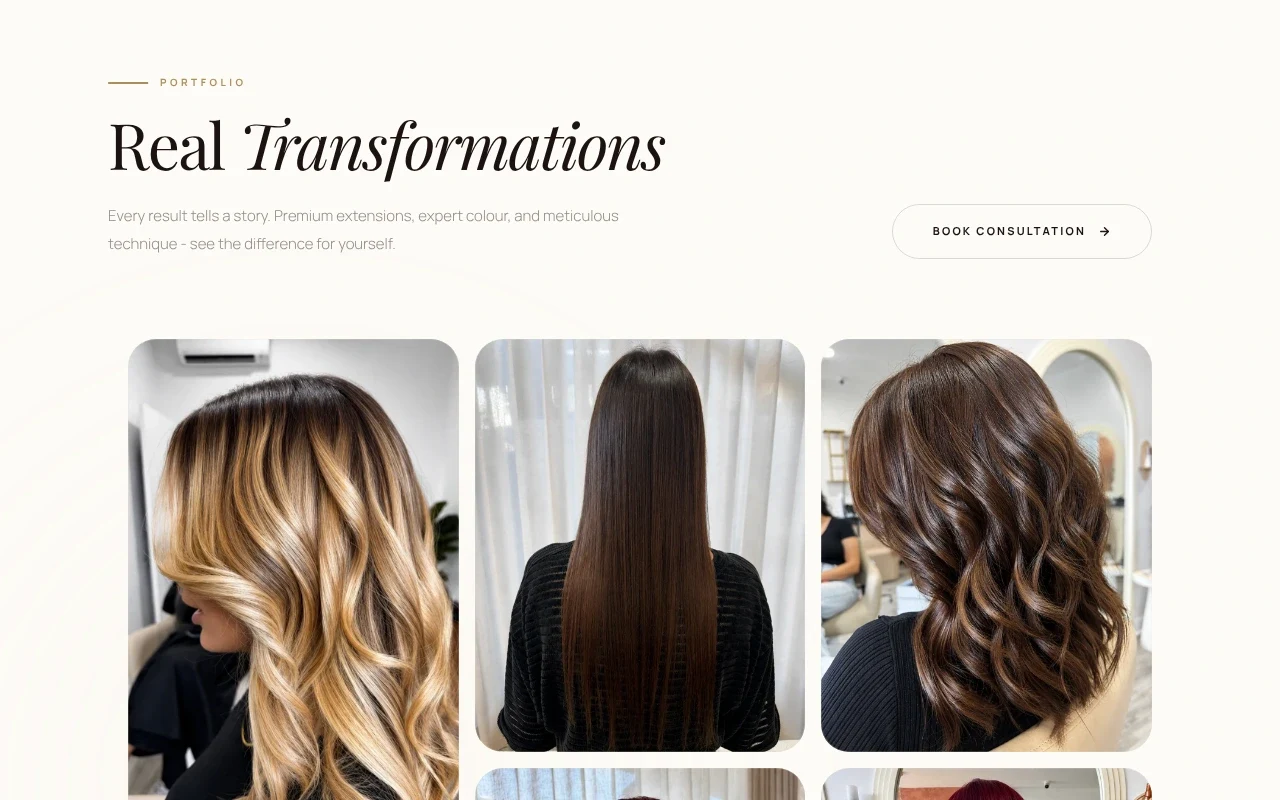 PORTFOLIO
Real Transformations
Every result tells a story. Premium extensions, expert colour, and meticulous
technique - see the difference for yourself.
BOOK CONSULTATION →